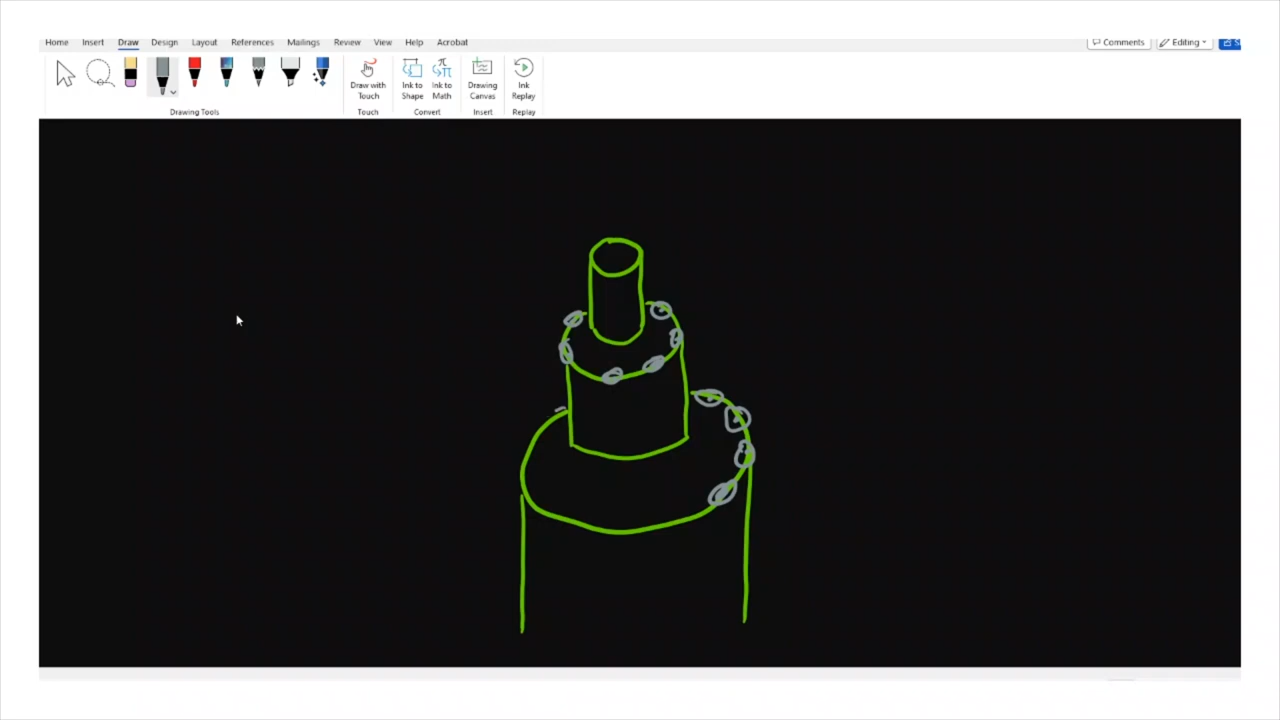 Home Insert Draw Design Layout References Mailings Review View Help Acrobat Comments Editing
Draw with Touch
Ink to Shape
Ink to Math
Drawing Canvas
Ink Replay
Drawing Tools Touch Convert Insert Replay